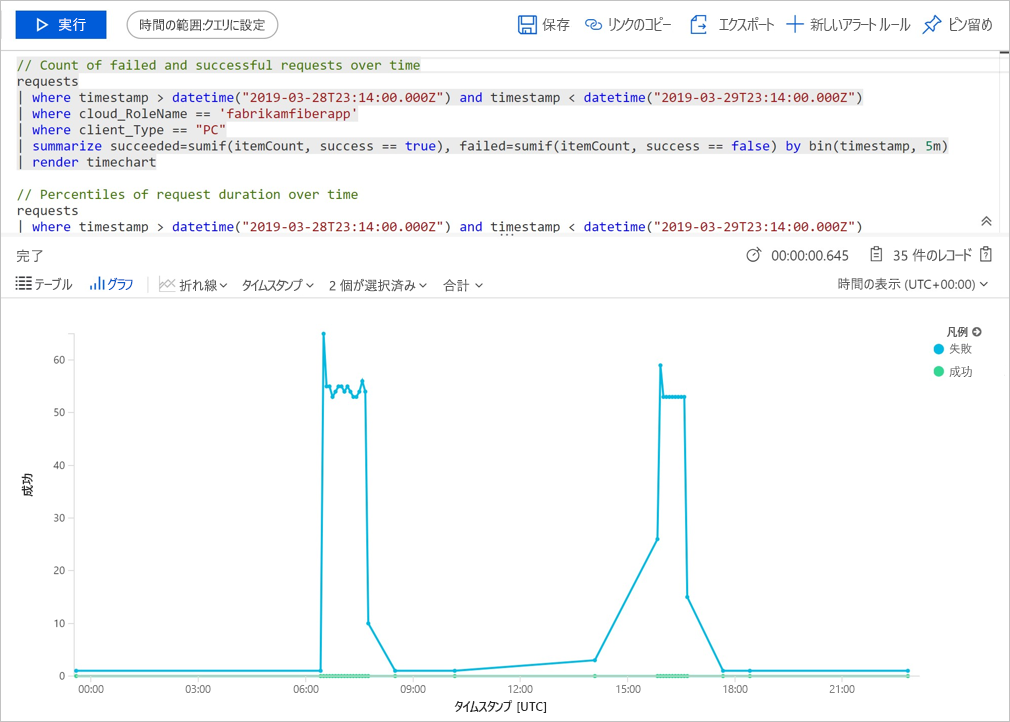 実行 時間の範囲:クエリに設定 保存 リンクのコピー エクスポート 新しいアラート ルール ピン留め
// Count of failed and successful requests over time
requests
| where timestamp > datetime("2019-03-28T23:14:00.000Z") and timestamp < datetime("2019-03-29T23:14:00.000Z")
| where cloud_RoleName == 'fabrikamfiberapp'
| where client_Type == "PC"
| summarize succeeded=sumif(itemCount, success == true), failed=sumif(itemCount, success == false) by bin(timestamp, 5m)
| render timechart
// Percentiles of request duration over time
requests
| where timestamp > datetime("2019-03-28T23:14:00.000Z") and timestamp < datetime("2019-03-29T23:14:00.000Z")
完了 00:00:00.645 35 件のレコード
テーブル グラフ 折れ線 タイムスタンプ 2 個が選択済み 合計 時間の表示 (UTC+00:00)
凡例
失敗
成功
60
50
40
成功
30
20
10
0
00:00 03:00 06:00 09:00 12:00 15:00 18:00 21:00
タイムスタンプ [UTC]